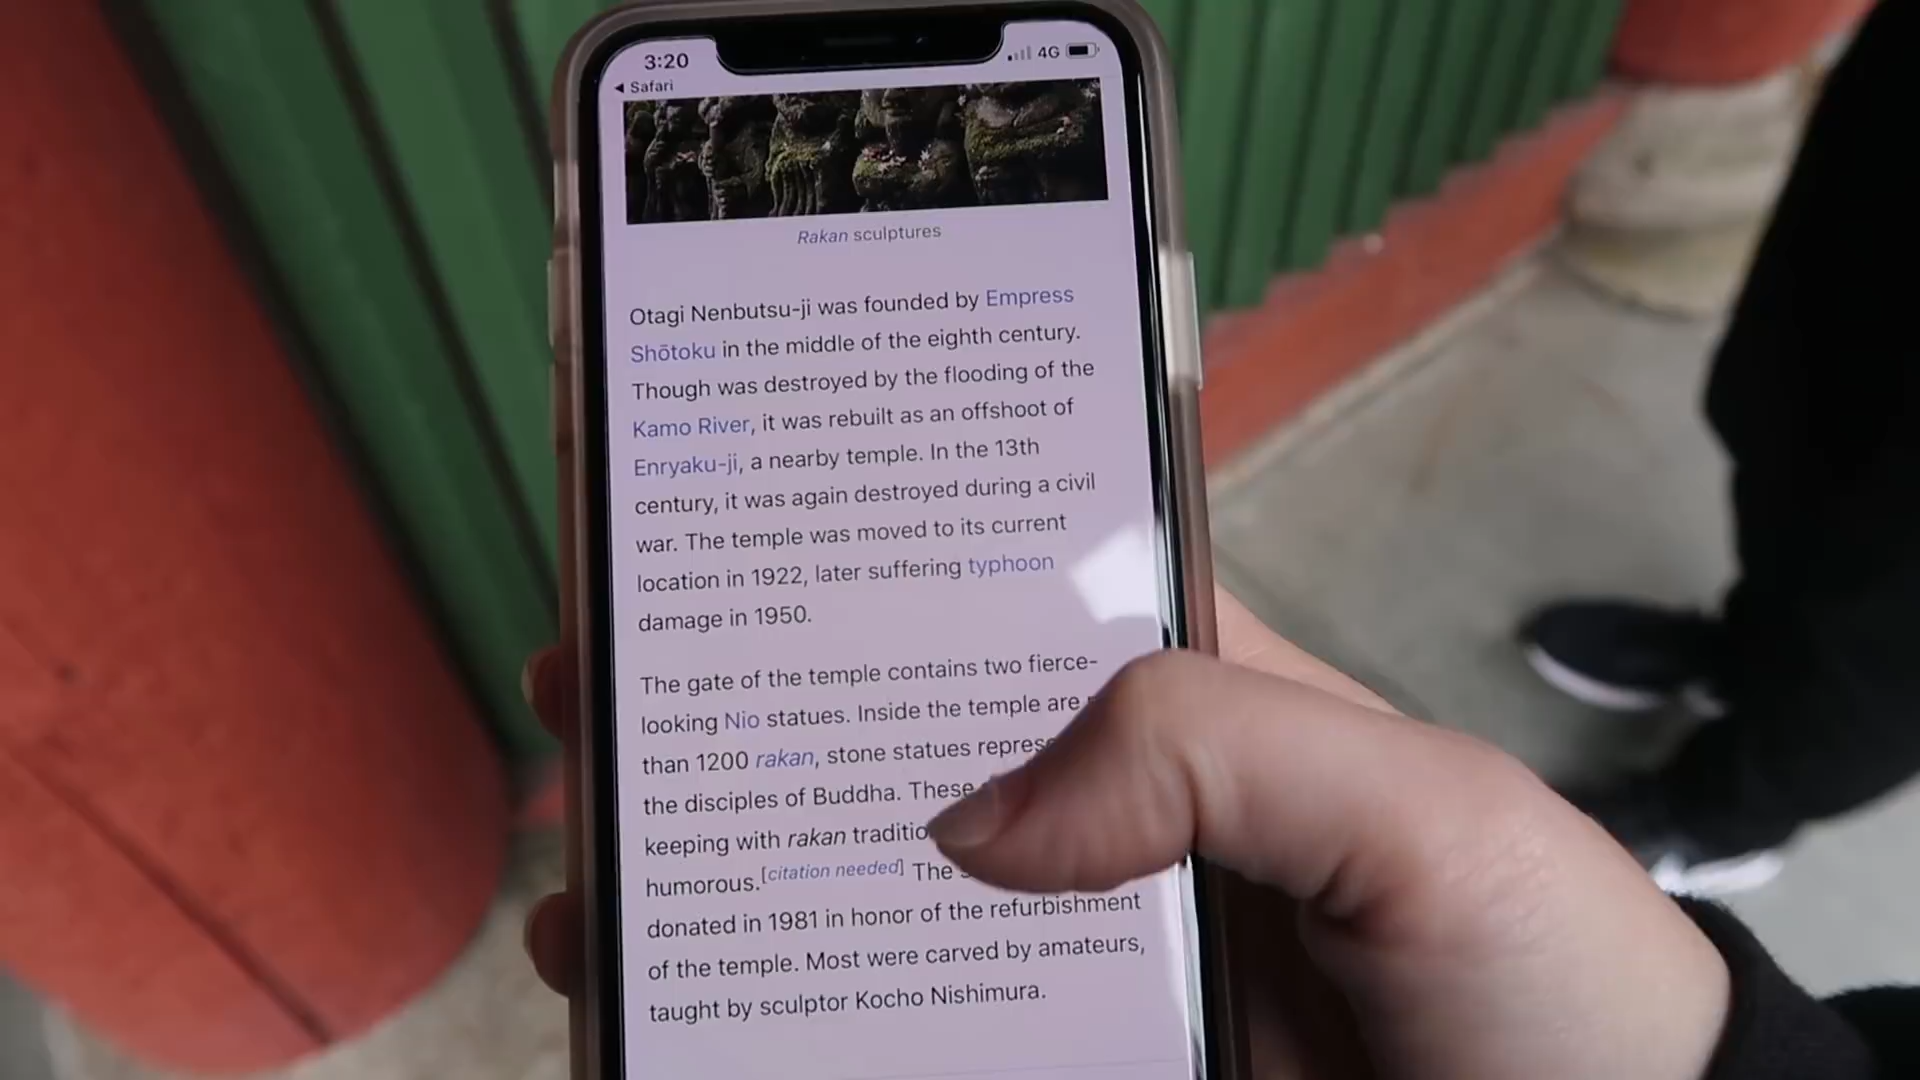 3:20
4G
◀ Safari
Rakan sculptures
Otagi Nenbutsu-ji was founded by Empress
Shōtoku in the middle of the eighth century.
Though was destroyed by the flooding of the
Kamo River, it was rebuilt as an offshoot of
Enryaku-ji, a nearby temple. In the 13th
century, it was again destroyed during a civil
war. The temple was moved to its current
location in 1922, later suffering typhoon
damage in 1950.
The gate of the temple contains two fierce-
looking Nio statues. Inside the temple are
than 1200 rakan, stone statues
the disciples of Buddha. These
keeping with rakan
humorous.[citation needed] The
donated in 1981 in honor of the refurbishment
of the temple. Most were carved by amateurs,
taught by sculptor Kocho Nishimura.